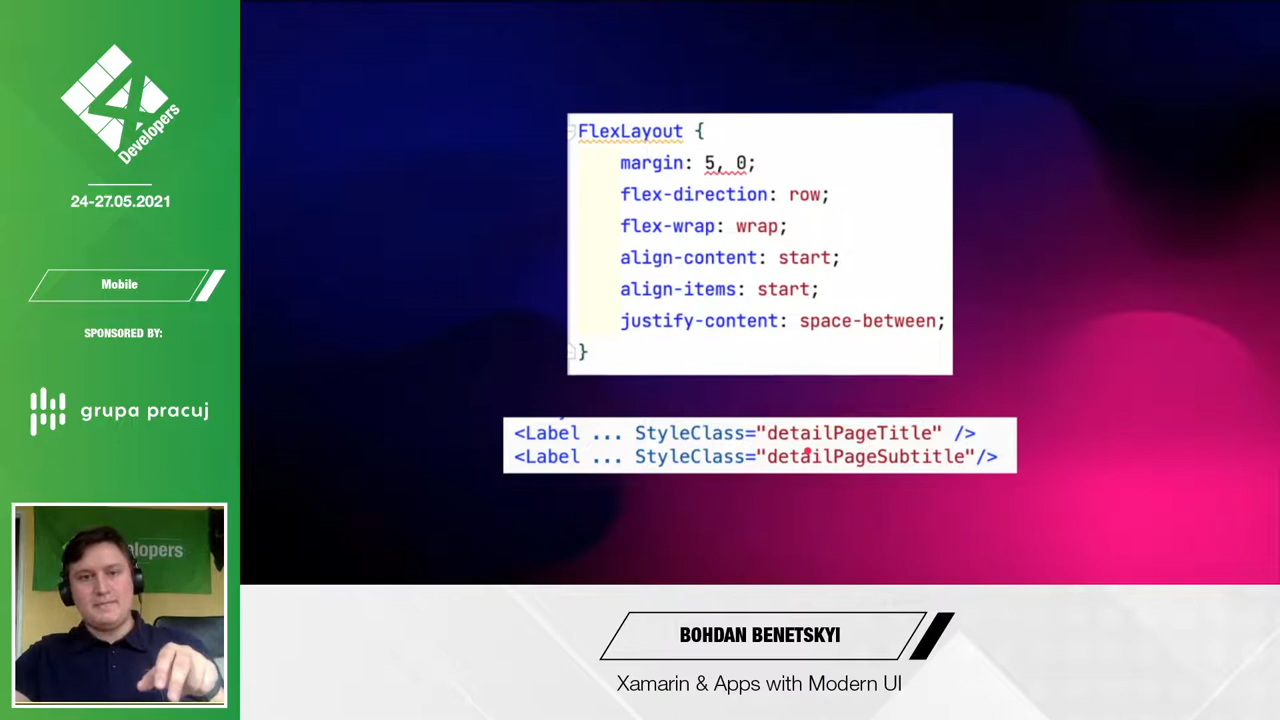 4
Developers
24-27.05.2021
Mobile
SPONSORED BY:
grupa pracuj
elopers
FlexLayout {
margin: 5, 0;
flex-direction: row;
flex-wrap: wrap;
align-content: start;
align-items: start;
justify-content: space-between;
}
<Label ... StyleClass="detailPageTitle" />
<Label ... StyleClass="detailPageSubtitle"/>
BOHDAN BENETSKYI
Xamarin & Apps with Modern UI